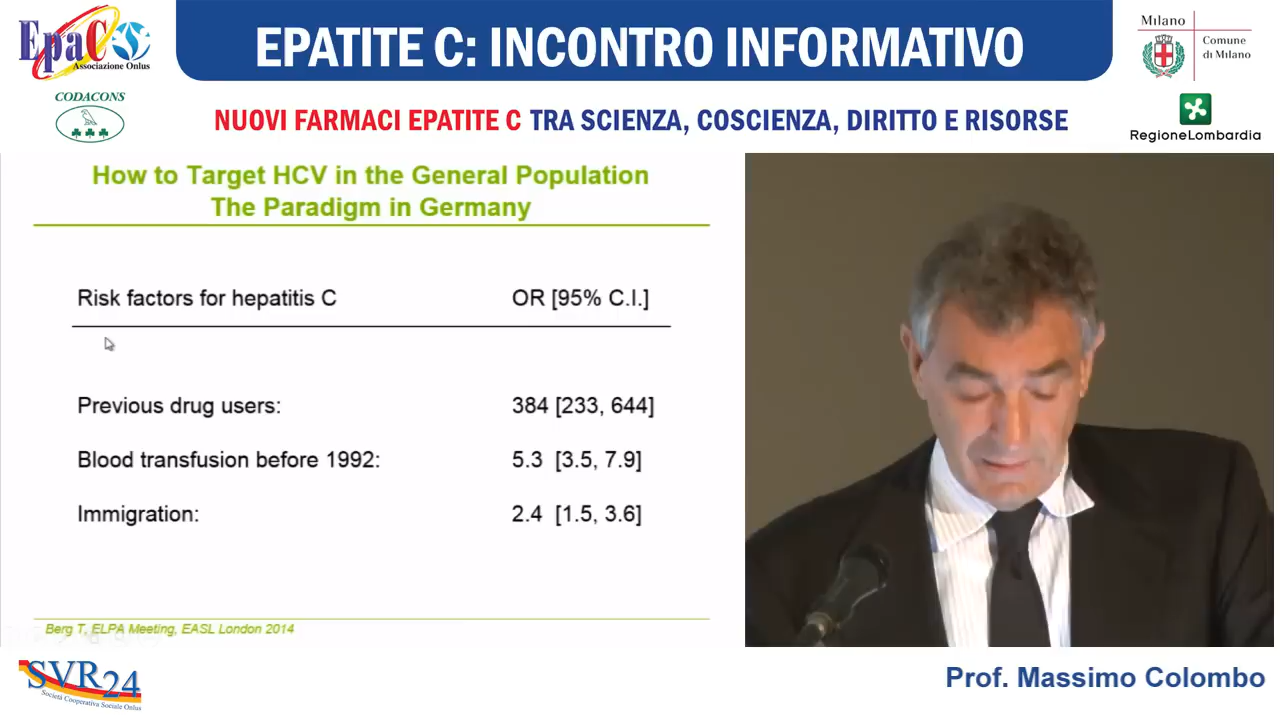 EpaC
Associazione Onlus
CODACONS
EPATITE C: INCONTRO INFORMATIVO
Milano
Comune
di Milano
NUOVI FARMACI EPATITE C TRA SCIENZA, COSCIENZA, DIRITTO E RISORSE
RegioneLombardia
How to Target HCV in the General Population
The Paradigm in Germany
Risk factors for hepatitis C OR [95% C.I.]
Previous drug users: 384 [233, 644]
Blood transfusion before 1992: 5.3 [3.5, 7.9]
Immigration: 2.4 [1.5, 3.6]
Berg T, ELPA Meeting, EASL London 2014
SVR24
Società Cooperativa Sociale Onlus
Prof. Massimo Colombo